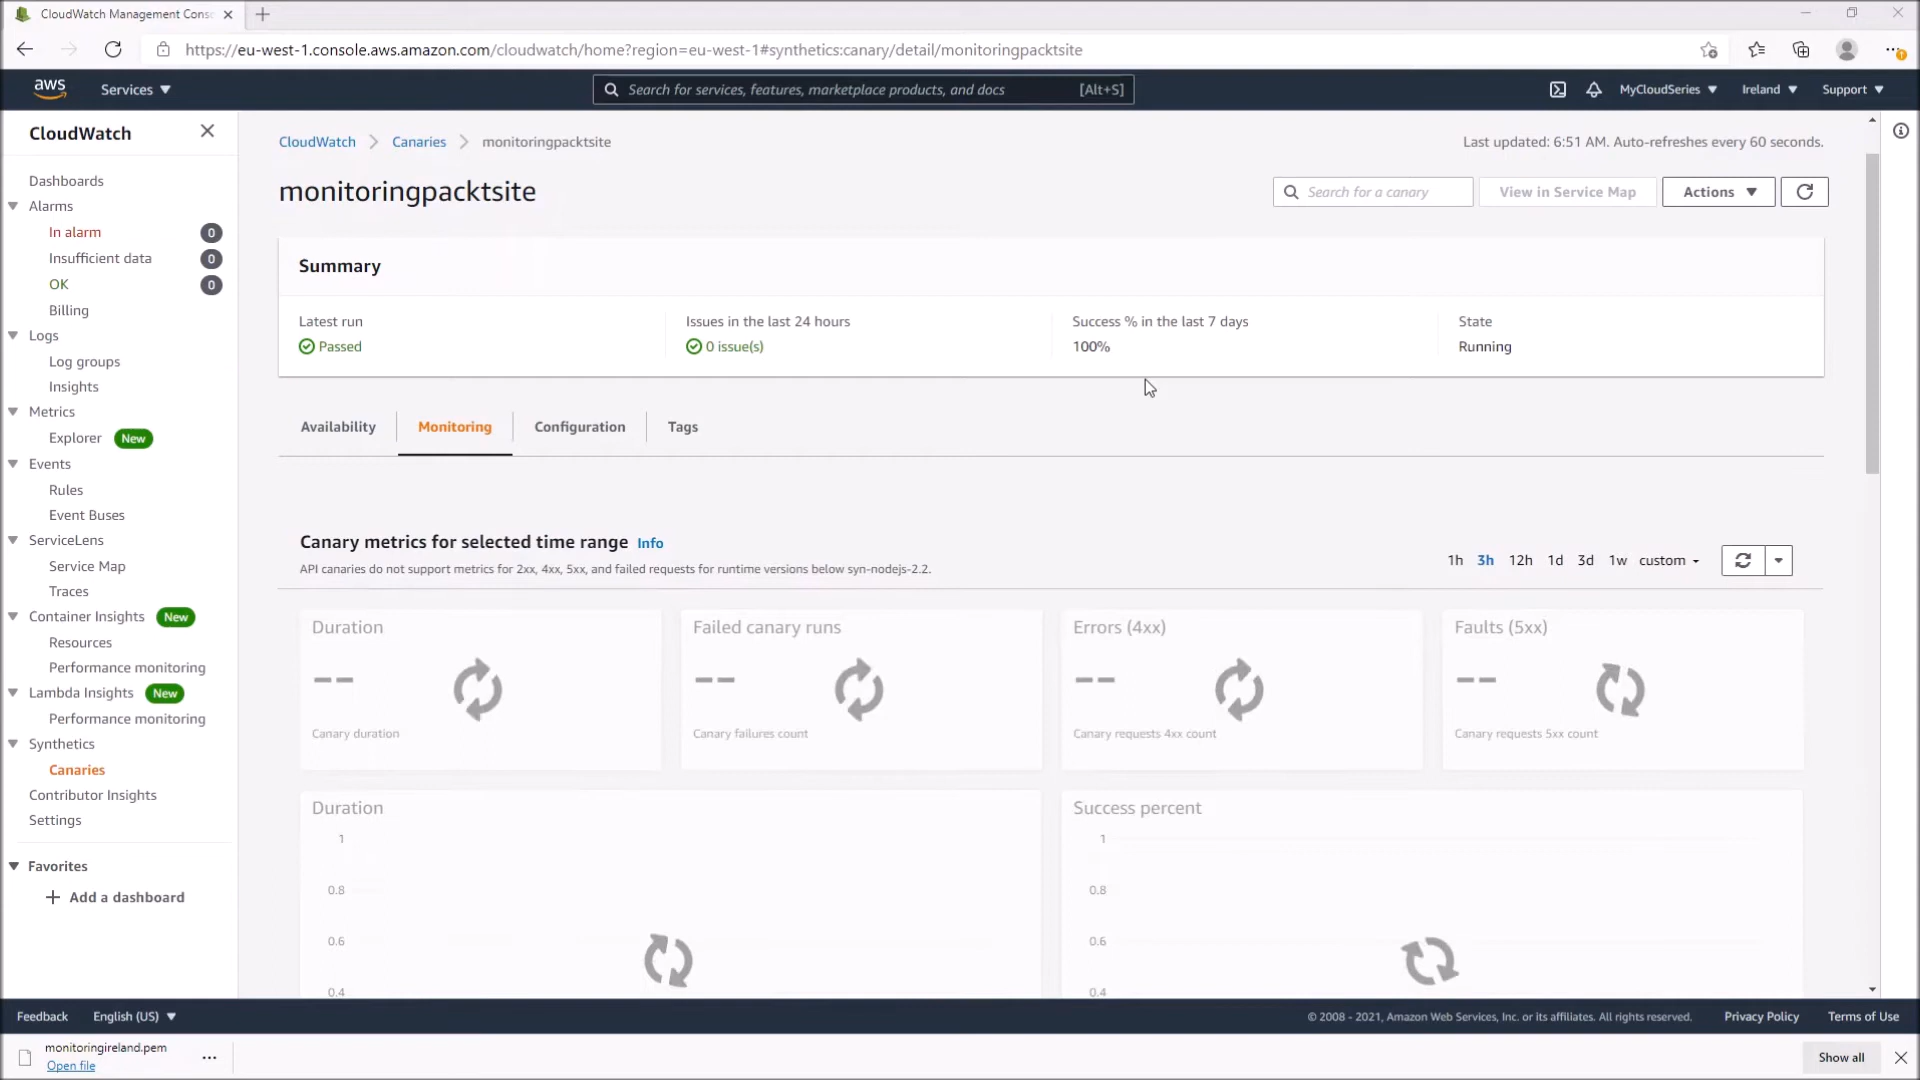 CloudWatch Management Cons
https://eu-west-1.console.aws.amazon.com/cloudwatch/home?region=eu-west-1#synthetics:canary/detail/monitoringpacktsite
aws
Services
Search for services, features, marketplace products, and docs
[Alt+S]
MyCloudSeries
Ireland
Support
CloudWatch
Dashboards
Alarms
In alarm
0
Insufficient data
0
OK
0
Billing
Logs
Log groups
Insights
Metrics
Explorer
New
Events
Rules
Event Buses
ServiceLens
Service Map
Traces
Container Insights
New
Resources
Performance monitoring
Lambda Insights
New
Performance monitoring
Synthetics
Canaries
Contributor Insights
Settings
Favorites
Add a dashboard
CloudWatch
Canaries
monitoringpacktsite
Last updated: 6:51 AM. Auto-refreshes every 60 seconds.
monitoringpacktsite
Search for a canary
View in Service Map
Actions
Summary
Latest run
Passed
Issues in the last 24 hours
0 issue(s)
Success % in the last 7 days
100%
State
Running
Availability
Monitoring
Configuration
Tags
Canary metrics for selected time range Info
API canaries do not support metrics for 2xx, 4xx, 5xx, and failed requests for runtime versions below syn-nodejs-2.2.
1h 3h 12h 1d 3d 1w custom
Duration
--
Canary duration
Failed canary runs
--
Canary failures count
Errors (4xx)
--
Canary requests 4xx count
Faults (5xx)
--
Canary requests 5xx count
Duration
1
0.8
0.6
0.4
Success percent
1
0.8
0.6
0.4
Feedback
English (US)
© 2008 - 2021, Amazon Web Services, Inc. or its affiliates. All rights reserved.
Privacy Policy
Terms of Use
monitoringireland.pem
Open file
Show all